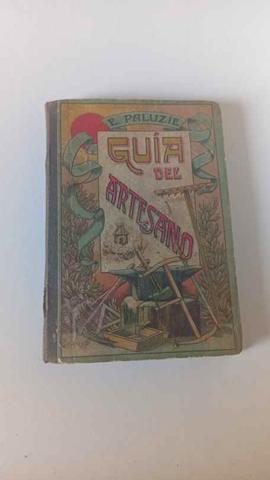 E. PALUZIE
GUÍA
DEL
ARTESANO